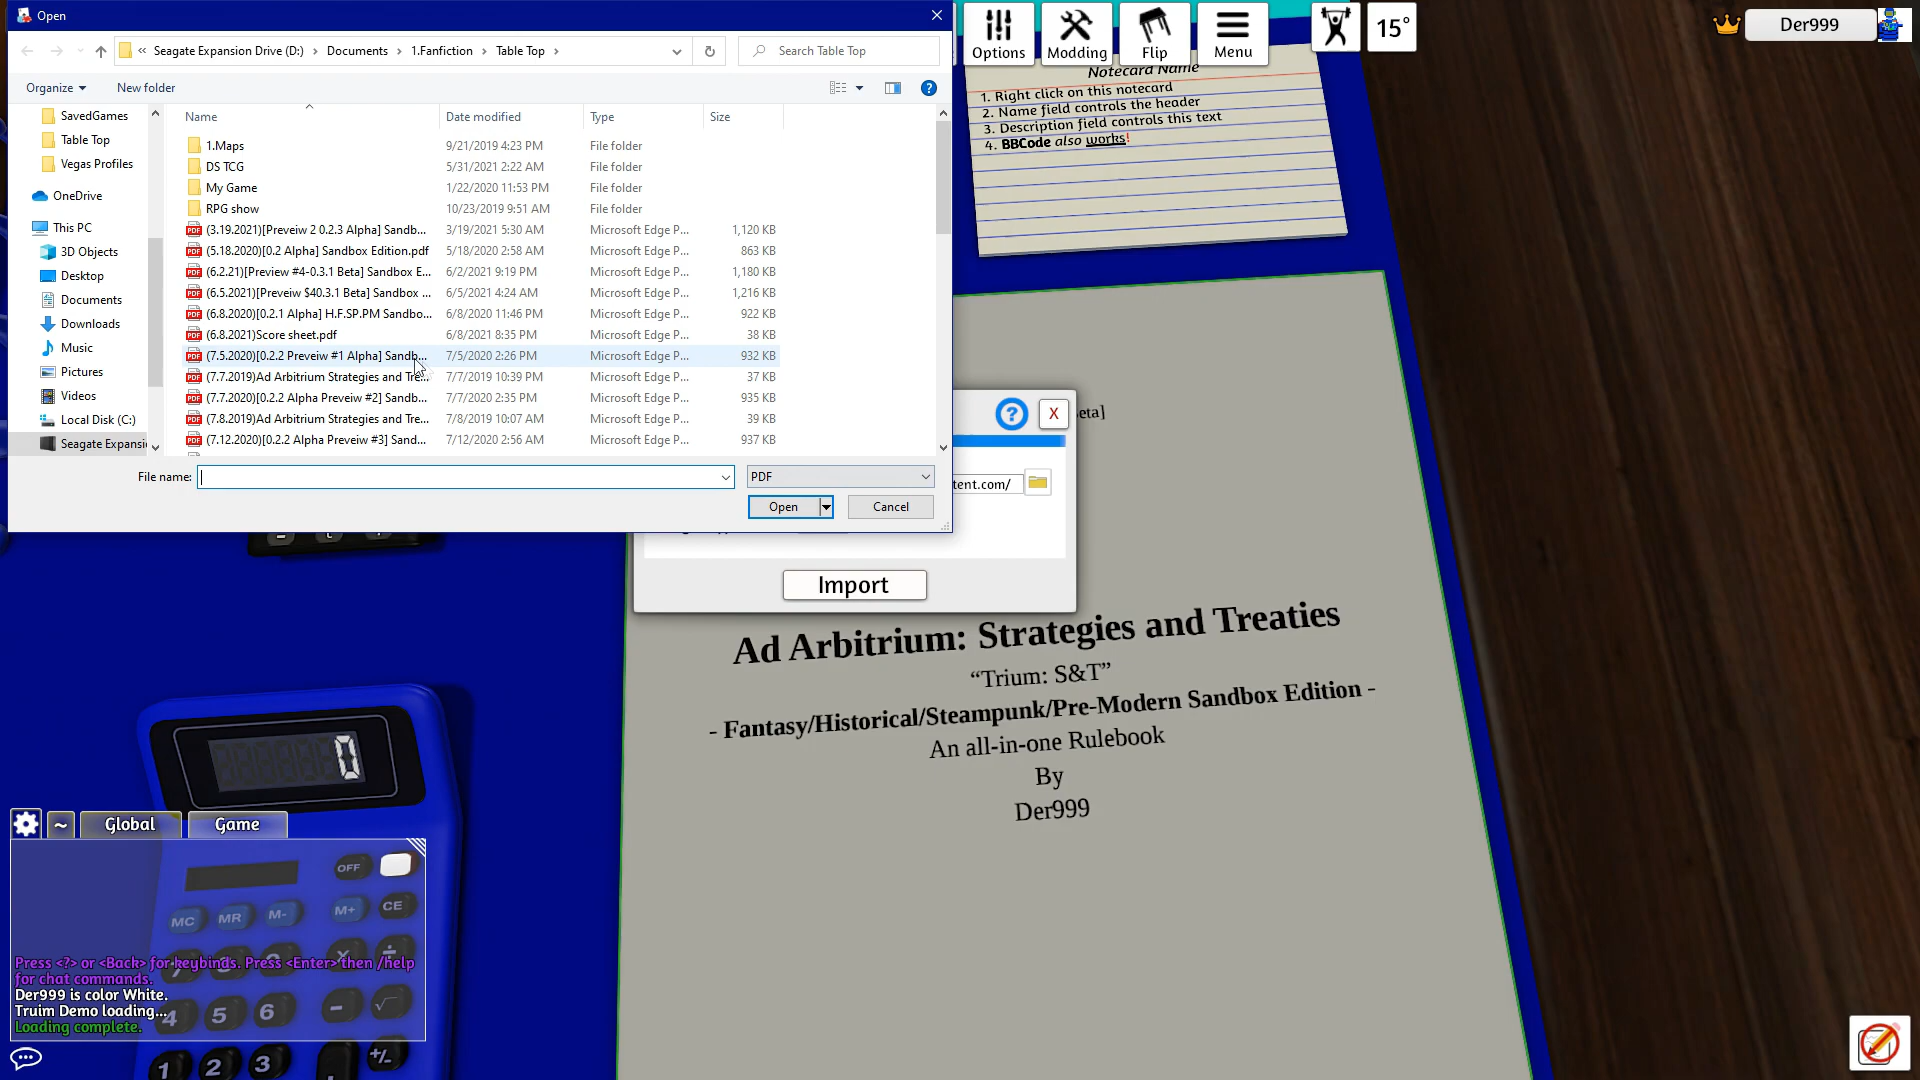 Open
Seagate Expansion Drive (D:) Documents 1.Fanfiction Table Top
Search Table Top
Organize New folder
SavedGames
Table Top
Vegas Profiles
OneDrive
This PC
3D Objects
Desktop
Documents
Downloads
Music
Pictures
Videos
Local Disk (C:)
Seagate Expansi
Name Date modified Type Size
1.Maps 9/21/2019 4:23 PM File folder
DS TCG 5/31/2021 2:22 AM File folder
My Game 1/22/2020 11:53 PM File folder
RPG show 10/23/2019 9:51 AM File folder
(3.19.2021)[Preveiw 2 0.2.3 Alpha] Sandb... 3/19/2021 5:30 AM Microsoft Edge P... 1,120 KB
(5.18.2020)[0.2 Alpha] Sandbox Edition.pdf 5/18/2020 2:58 AM Microsoft Edge P... 863 KB
(6.2.21)[Preview #4-0.3.1 Beta] Sandbox E... 6/2/2021 9:19 PM Microsoft Edge P... 1,180 KB
(6.5.2021)[Preveiw $40.3.1 Beta] Sandbox ... 6/5/2021 4:24 AM Microsoft Edge P... 1,216 KB
(6.8.2020)[0.2.1 Alpha] H.F.SP.PM Sandbo... 6/8/2020 11:46 PM Microsoft Edge P... 922 KB
(6.8.2021)Score sheet.pdf 6/8/2021 8:35 PM Microsoft Edge P... 38 KB
(7.5.2020)[0.2.2 Preveiw #1 Alpha] Sandb... 7/5/2020 2:26 PM Microsoft Edge P... 932 KB
(7.7.2019)Ad Arbitrium Strategies and Tre... 7/7/2019 10:39 PM Microsoft Edge P... 37 KB
(7.7.2020)[0.2.2 Alpha Preveiw #2] Sandb... 7/7/2020 2:35 PM Microsoft Edge P... 935 KB
(7.8.2019)Ad Arbitrium Strategies and Tre... 7/8/2019 10:07 AM Microsoft Edge P... 39 KB
(7.12.2020)[0.2.2 Alpha Preveiw #3] Sand... 7/12/2020 2:56 AM Microsoft Edge P... 937 KB
File name: PDF
Open Cancel
Options Modding Flip Menu
15°
Der999
Notecard Name
1. Right click on this notecard
2. Name field controls the header
3. Description field controls this text
4. BBCode also works!
eta]
tent.com/
Import
Ad Arbitrium: Strategies and Treaties
“Trium: S&T”
- Fantasy/Historical/Steampunk/Pre-Modern Sandbox Edition -
An all-in-one Rulebook
By
Der999
0
~ Global Game
OFF
MC MR M- M+ CE
Press <?> or <Back> for keybinds. Press <Enter> then /help
for chat commands.
Der999 is color White.
Truim Demo loading...
Loading complete.
4 5 6 - √
1 2 3 +/-